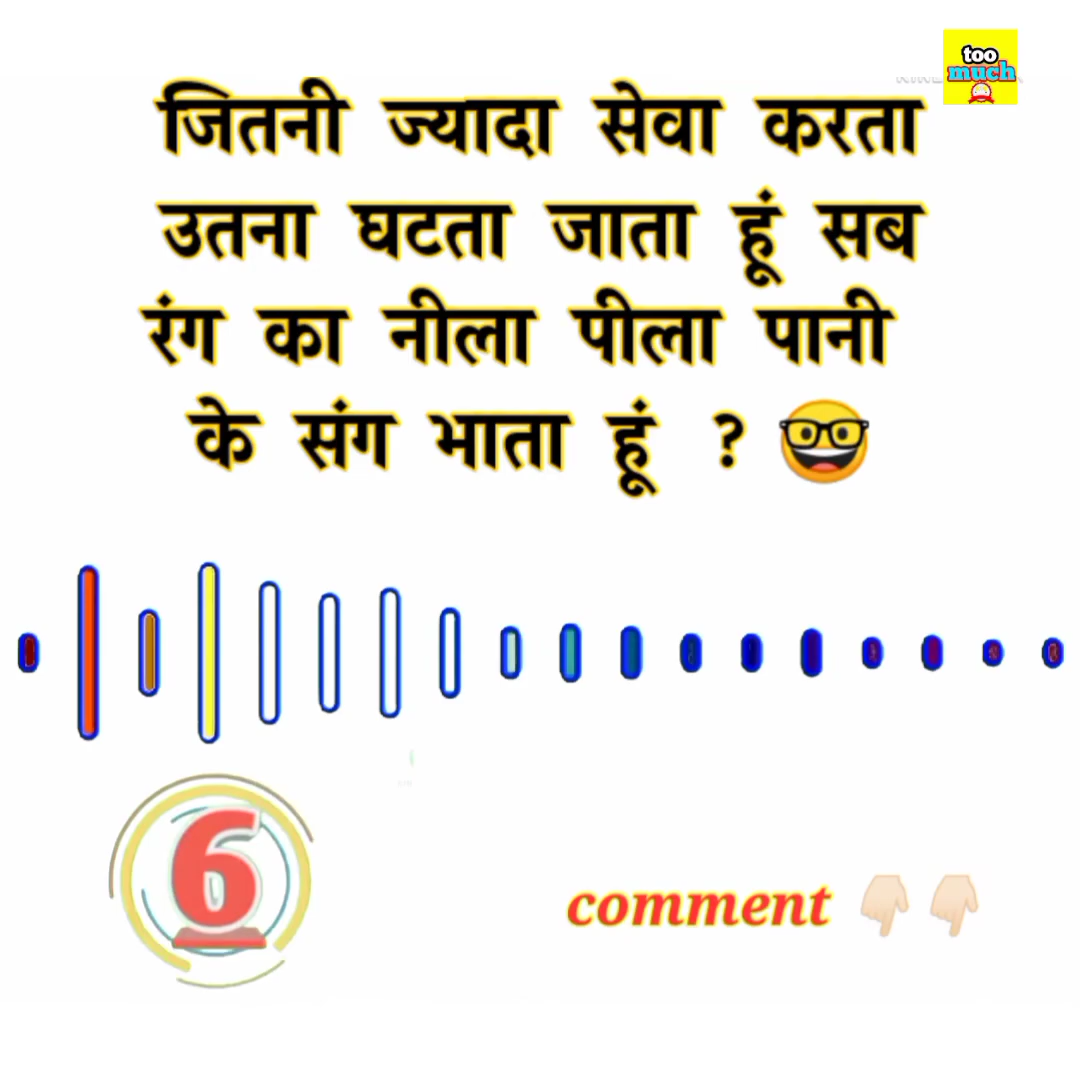 too
much
जितनी ज्यादा सेवा करता
उतना घटता जाता हूं सब
रंग का नीला पीला पानी
के संग भाता हूं ?
6
comment